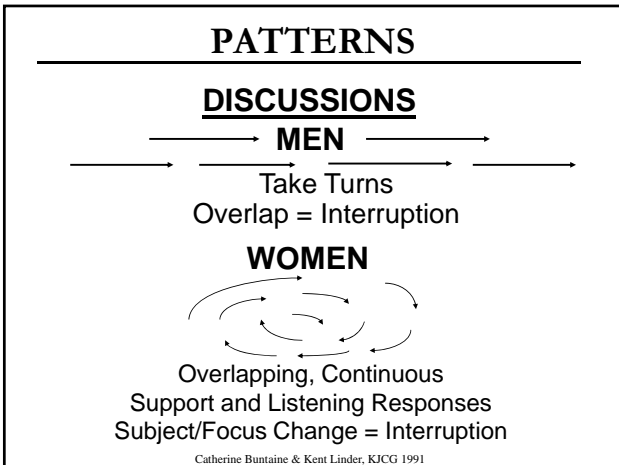 PATTERNS
DISCUSSIONS
MEN
Take Turns
Overlap = Interruption
WOMEN
Overlapping, Continuous
Support and Listening Responses
Subject/Focus Change = Interruption
Catherine Buntaine & Kent Linder, KJCG 1991